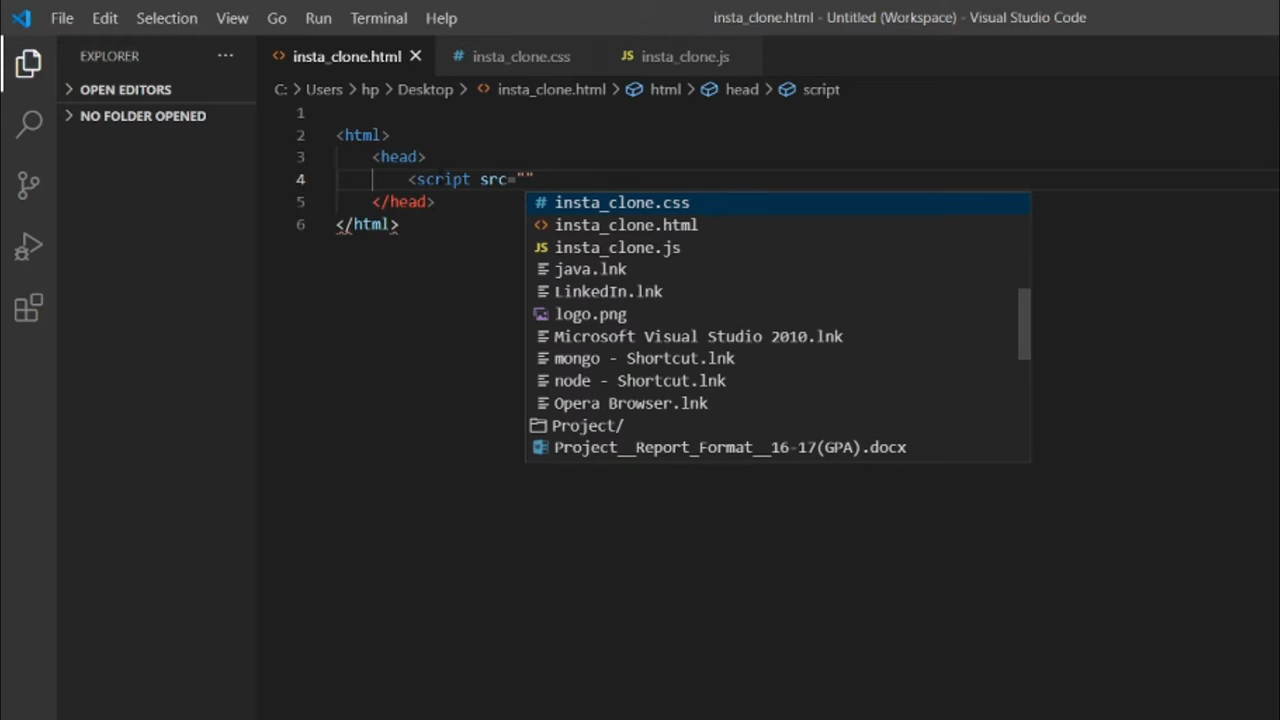 File Edit Selection View Go Run Terminal Help insta_clone.html - Untitled (Workspace) - Visual Studio Code
EXPLORER ··· <> insta_clone.html × # insta_clone.css JS insta_clone.js
OPEN EDITORS
NO FOLDER OPENED
C: > Users > hp > Desktop > <> insta_clone.html > html > head > script
1
2 <html>
3 <head>
4 <script src=""
5 </head>
6 </html>
# insta_clone.css
<> insta_clone.html
JS insta_clone.js
java.lnk
LinkedIn.lnk
logo.png
Microsoft Visual Studio 2010.lnk
mongo - Shortcut.lnk
node - Shortcut.lnk
Opera Browser.lnk
Project/
Project__Report_Format__16-17(GPA).docx